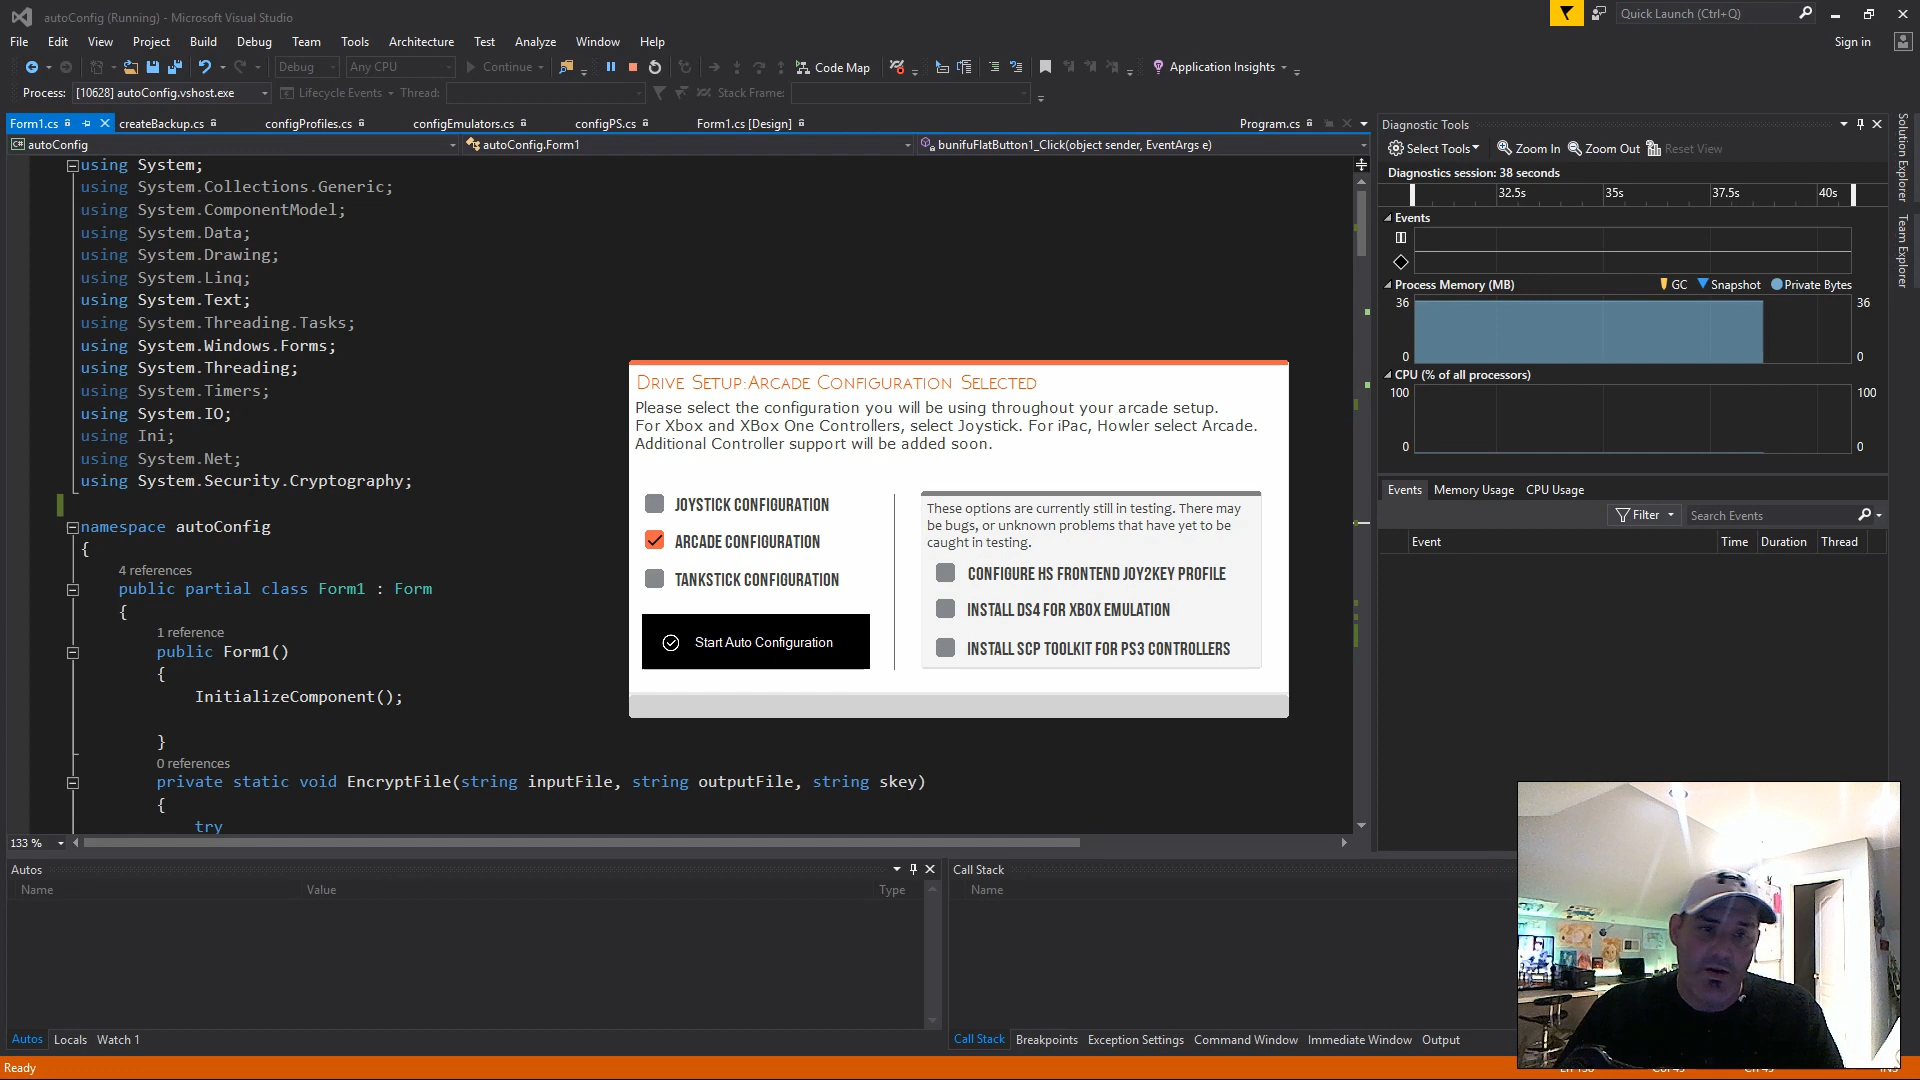 autoConfig (Running) - Microsoft Visual Studio
Quick Launch (Ctrl+Q)
File Edit View Project Build Debug Team Tools Architecture Test Analyze Window Help
Sign in
Debug Any CPU Continue Code Map Application Insights
Process: [10628] autoConfig.vshost.exe Lifecycle Events Thread: Stack Frame:
Form1.cs createBackup.cs configProfiles.cs configEmulators.cs configPS.cs Form1.cs [Design] Program.cs
autoConfig autoConfig.Form1 bunifuFlatButton1_Click(object sender, EventArgs e)
using System;
using System.Collections.Generic;
using System.ComponentModel;
using System.Data;
using System.Drawing;
using System.Linq;
using System.Text;
using System.Threading.Tasks;
using System.Windows.Forms;
using System.Threading;
using System.Timers;
using System.IO;
using Ini;
using System.Net;
using System.Security.Cryptography;
namespace autoConfig
{
4 references
public partial class Form1 : Form
{
1 reference
public Form1()
{
InitializeComponent();
}
0 references
private static void EncryptFile(string inputFile, string outputFile, string skey)
{
try
133 %
Drive Setup:Arcade Configuration Selected
Please select the configuration you will be using throughout your arcade setup.
For Xbox and XBox One Controllers, select Joystick. For iPac, Howler select Arcade.
Additional Controller support will be added soon.
JOYSTICK CONFIGURATION
ARCADE CONFIGURATION
TANKSTICK CONFIGURATION
Start Auto Configuration
These options are currently still in testing. There may
be bugs, or unknown problems that have yet to be
caught in testing.
CONFIGURE HS FRONTEND JOY2KEY PROFILE
INSTALL DS4 FOR XBOX EMULATION
INSTALL SCP TOOLKIT FOR PS3 CONTROLLERS
Diagnostic Tools
Select Tools Zoom In Zoom Out Reset View
Diagnostics session: 38 seconds
32.5s 35s 37.5s 40s
Events
Process Memory (MB) GC Snapshot Private Bytes
36 36
0 0
CPU (% of all processors)
100 100
0 0
Events Memory Usage CPU Usage
Filter Search Events
Event Time Duration Thread
Solution Explorer
Team Explorer
Autos
Name Value Type
Autos Locals Watch 1
Call Stack
Name
Call Stack Breakpoints Exception Settings Command Window Immediate Window Output
Ready